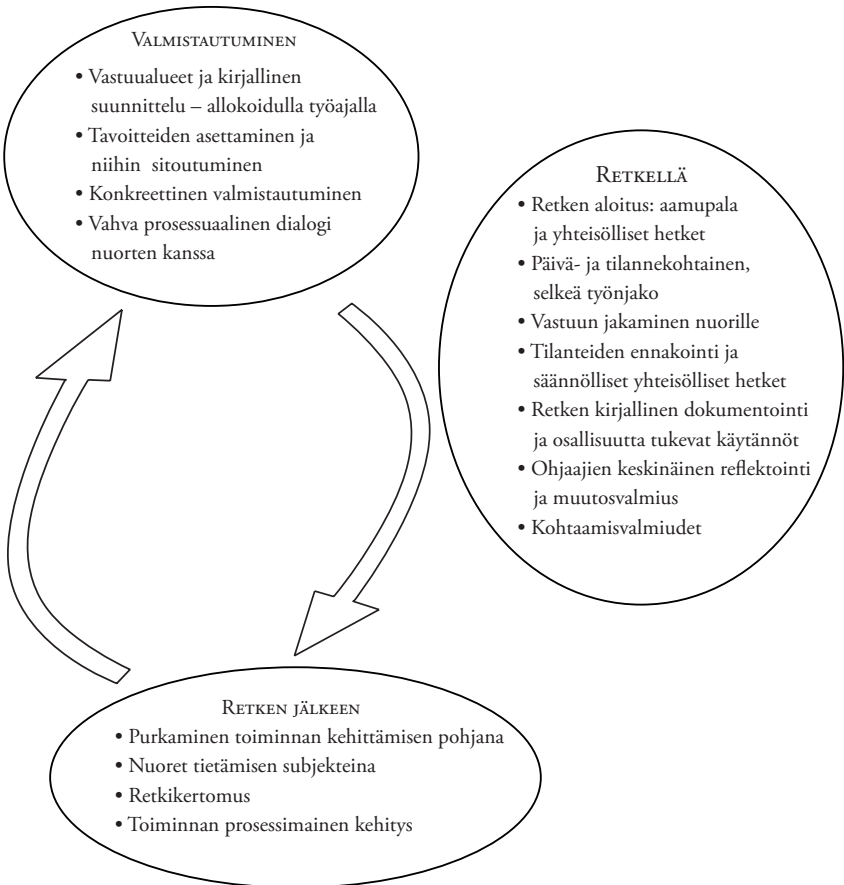 Valmistautuminen
• Vastuualueet ja kirjallinen
suunnittelu – allokoidulla työajalla
• Tavoitteiden asettaminen ja
niihin sitoutuminen
• Konkreettinen valmistautuminen
• Vahva prosessuaalinen dialogi
nuorten kanssa
Retkellä
• Retken aloitus: aamupala
ja yhteisölliset hetket
• Päivä- ja tilannekohtainen,
selkeä työnjako
• Vastuun jakaminen nuorille
• Tilanteiden ennakointi ja
säännölliset yhteisölliset hetket
• Retken kirjallinen dokumentointi
ja osallisuutta tukevat käytännöt
• Ohjaajien keskinäinen reflektointi
ja muutosvalmius
• Kohtaamisvalmiudet
Retken jälkeen
• Purkaminen toiminnan kehittämisen pohjana
• Nuoret tietämisen subjekteina
• Retkikertomus
• Toiminnan prosessimainen kehitys